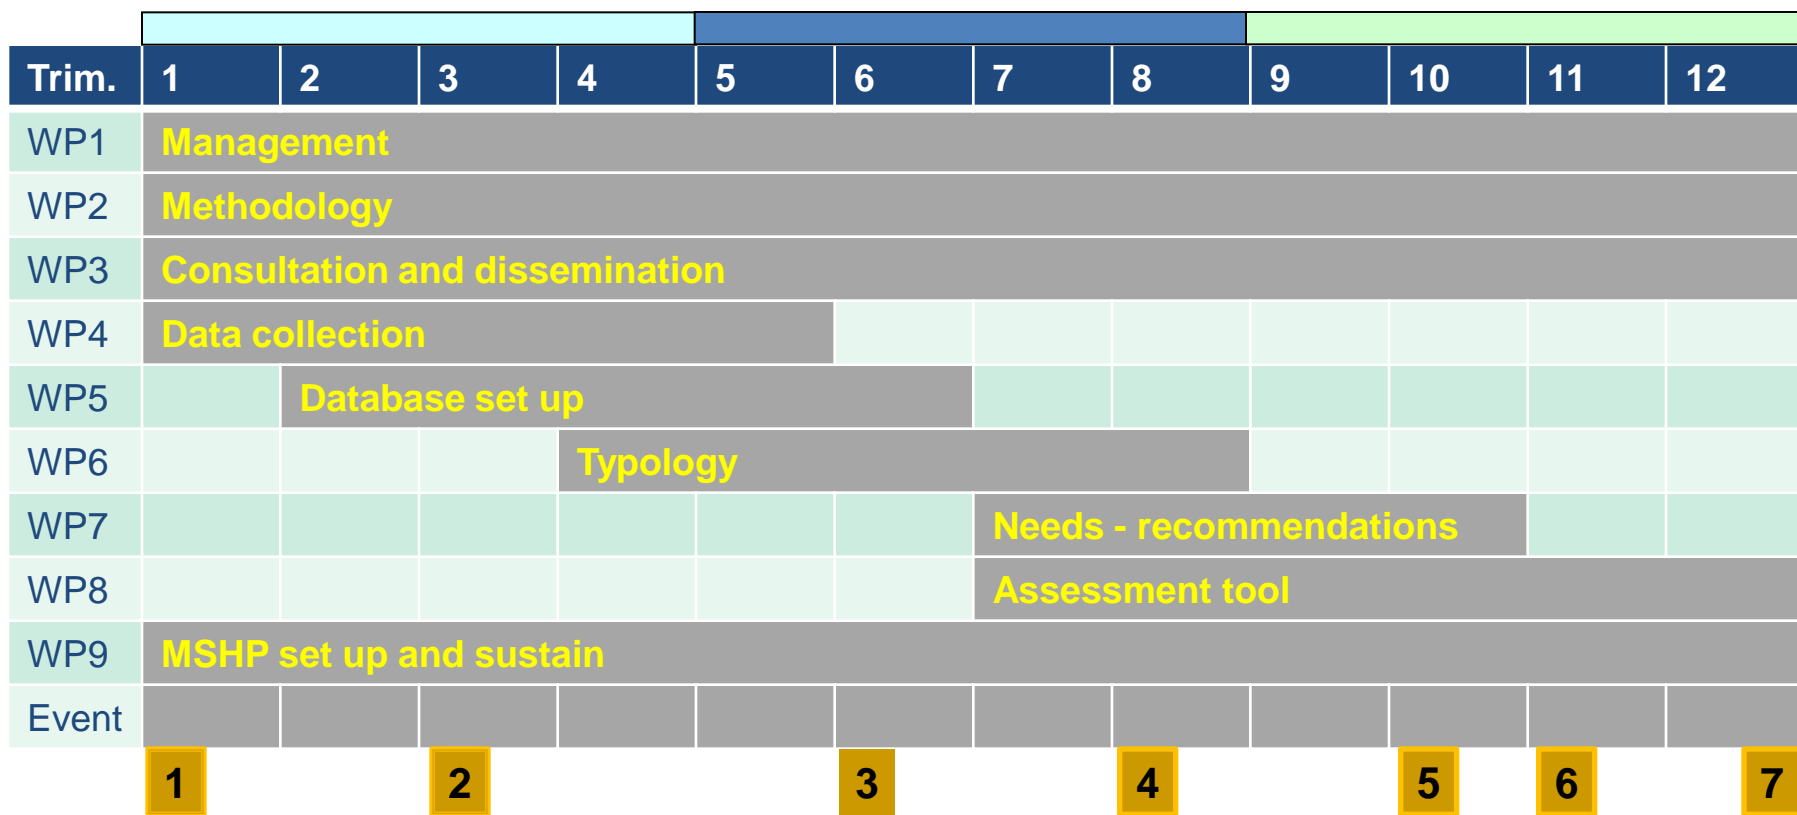 Trim. 1 2 3 4 5 6 7 8 9 10 11 12
WP1 Management
WP2 Methodology
WP3 Consultation and dissemination
WP4 Data collection
WP5 Database set up
WP6 Typology
WP7 Needs - recommendations
WP8 Assessment tool
WP9 MSHP set up and sustain
Event
1 2 3 4 5 6 7